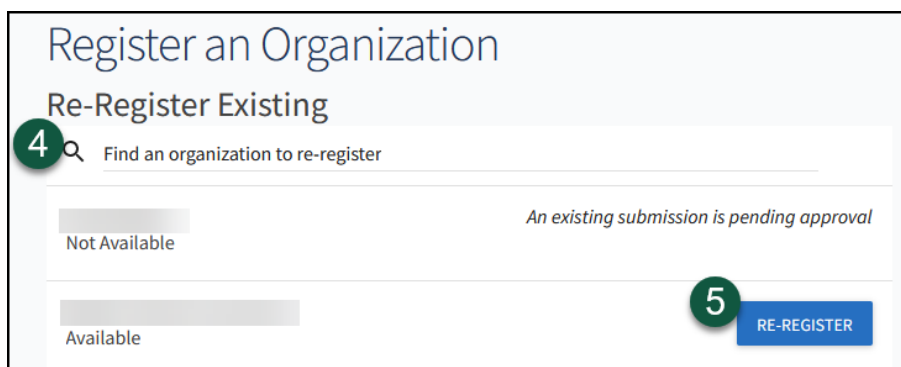 Register an Organization
Re-Register Existing
4 Find an organization to re-register
An existing submission is pending approval
Not Available
5 RE-REGISTER
Available